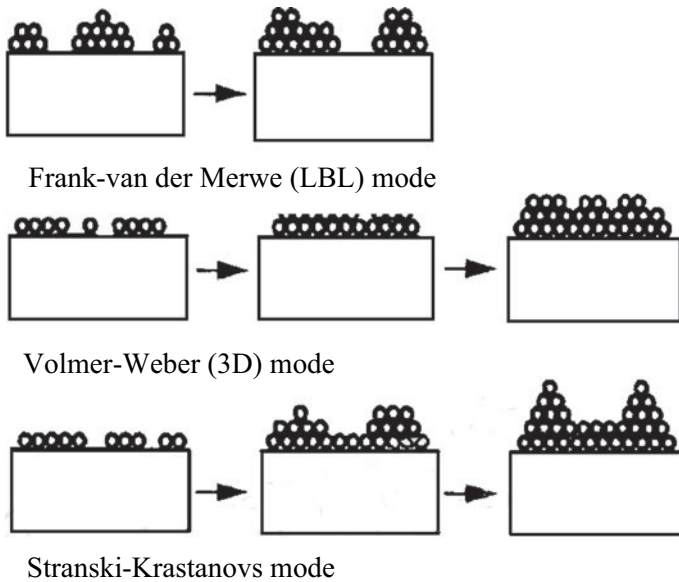 Frank-van der Merwe (LBL) mode
Volmer-Weber (3D) mode
Stranski-Krastanovs mode